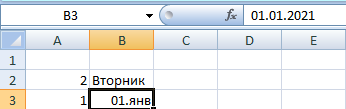 B3 fx 01.01.2021
A B C D E
1
2 2 Вторник
3 1 01.янв